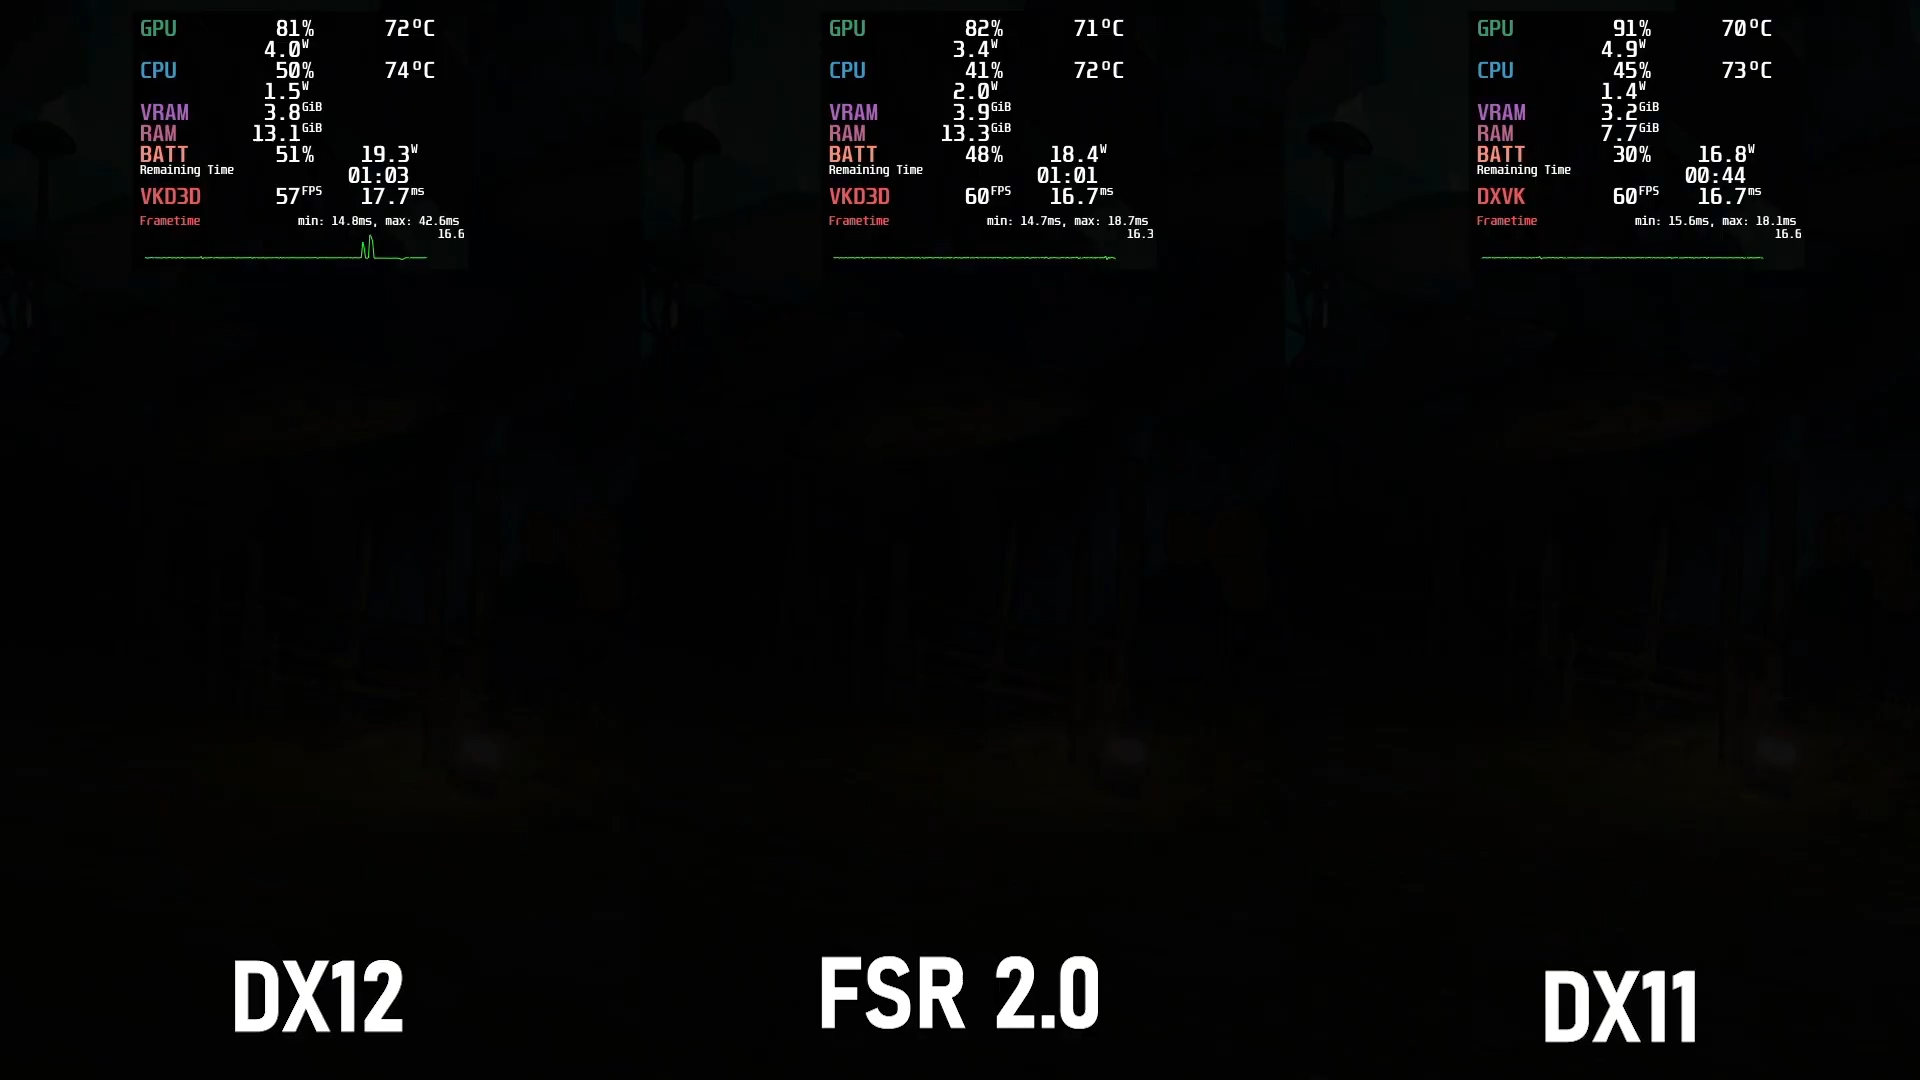 GPU 81% 72°C
4.0W
CPU 50% 74°C
1.5W
VRAM 3.8GiB
RAM 13.1GiB
BATT 51% 19.3W
Remaining Time 01:03
VKD3D 57FPS 17.7ms
Frametime min: 14.8ms, max: 42.6ms
16.6
DX12
GPU 82% 71°C
3.4W
CPU 41% 72°C
2.0W
VRAM 3.9GiB
RAM 13.3GiB
BATT 48% 18.4W
Remaining Time 01:01
VKD3D 60FPS 16.7ms
Frametime min: 14.7ms, max: 18.7ms
16.3
FSR 2.0
GPU 91% 70°C
4.9W
CPU 45% 73°C
1.4W
VRAM 3.2GiB
RAM 7.7GiB
BATT 30% 16.8W
Remaining Time 00:44
DXVK 60FPS 16.7ms
Frametime min: 15.6ms, max: 18.1ms
16.6
DX11